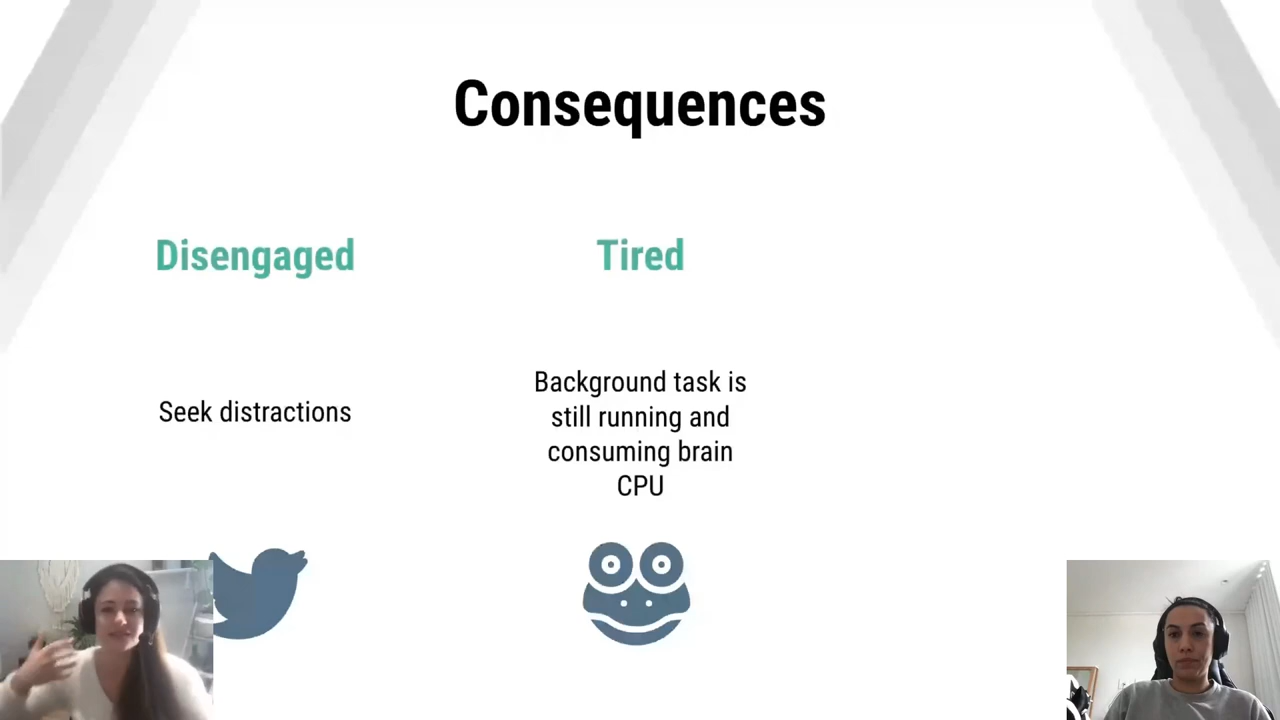 Consequences
Disengaged
Tired
Seek distractions
Background task is
still running and
consuming brain
CPU